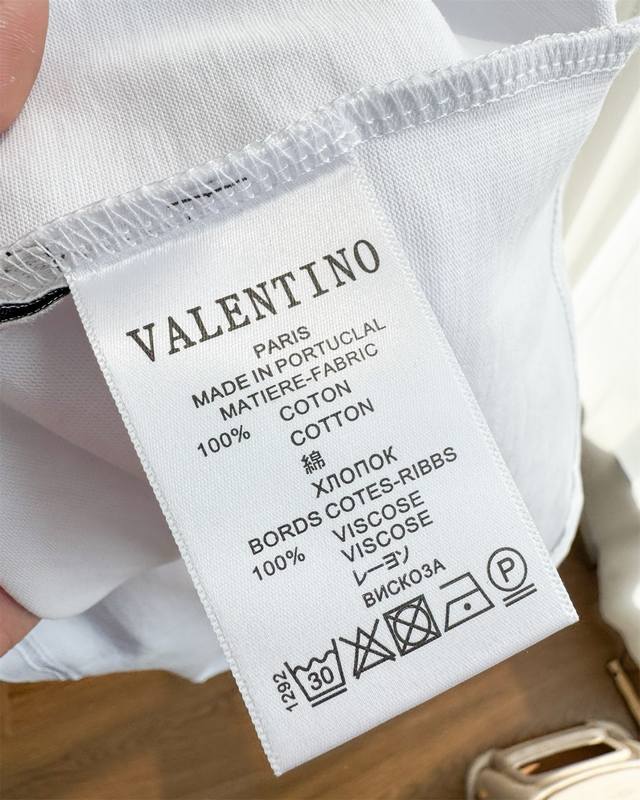 VALENTINO
PARIS
MADE IN PORTUCLAL
MATIERE-FABRIC
100% COTON
COTTON
綿
ХЛОПОК
BORDS COTES-RIBBS
100% VISCOSE
VISCOSE
レーヨン
ВИСКОЗА
1292 30 P